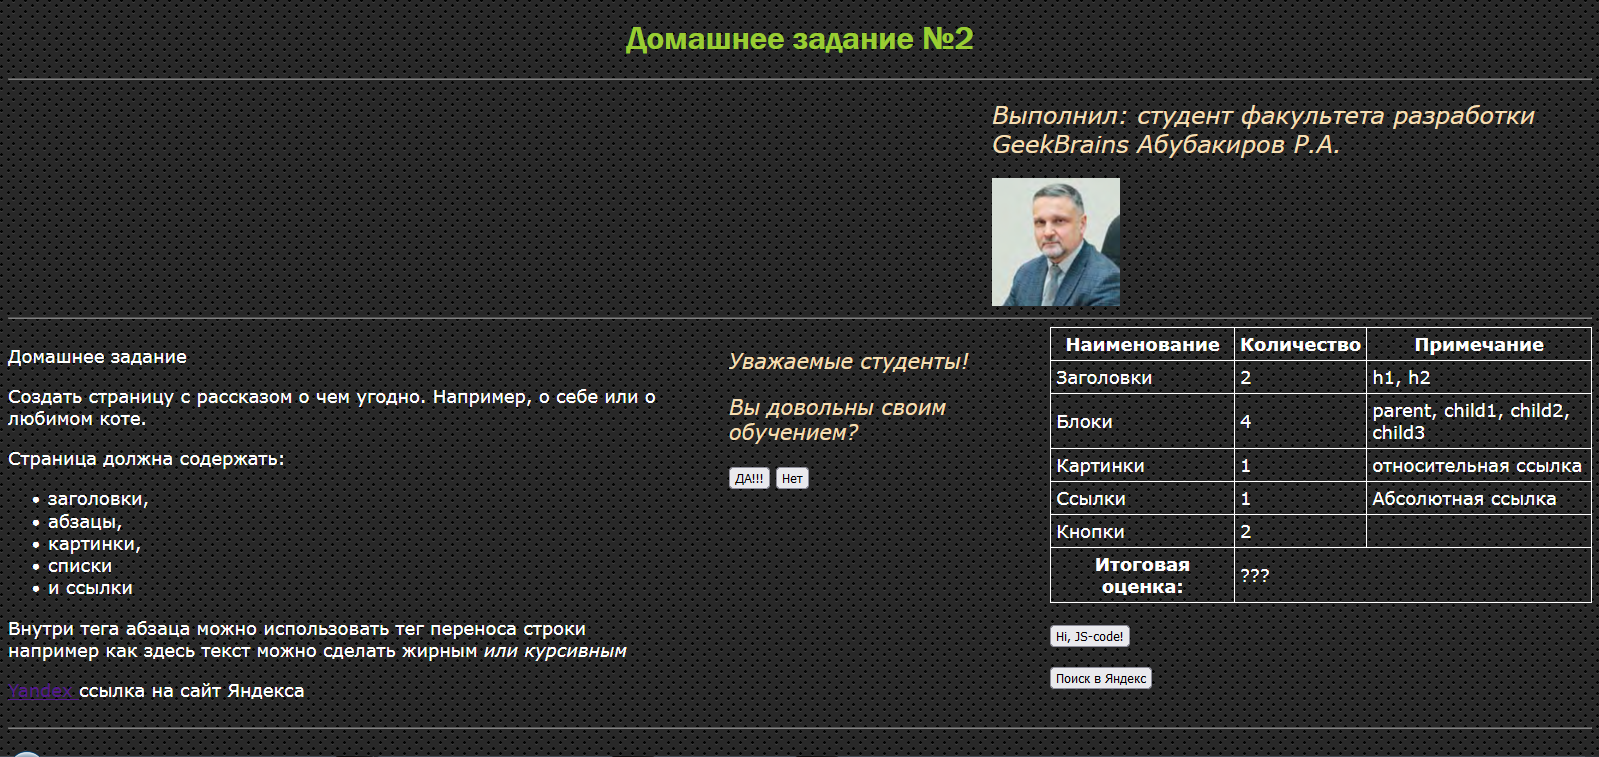 Домашнее задание №2
Выполнил: студент факультета разработки
GeekBrains Абубакиров Р.А.
Домашнее задание
Создать страницу с рассказом о чем угодно. Например, о себе или о
любимом коте.
Страница должна содержать:
• заголовки,
• абзацы,
• картинки,
• списки
• и ссылки
Внутри тега абзаца можно использовать тег переноса строки
например как здесь текст можно сделать жирным или курсивным
Yandex ссылка на сайт Яндекса
Уважаемые студенты!
Вы довольны своим
обучением?
ДА!!! Нет
Наименование Количество Примечание
Заголовки 2 h1, h2
Блоки 4 parent, child1, child2,
child3
Картинки 1 относительная ссылка
Ссылки 1 Абсолютная ссылка
Кнопки 2
Итоговая
оценка: ???
Hi, JS-code!
Поиск в Яндекс